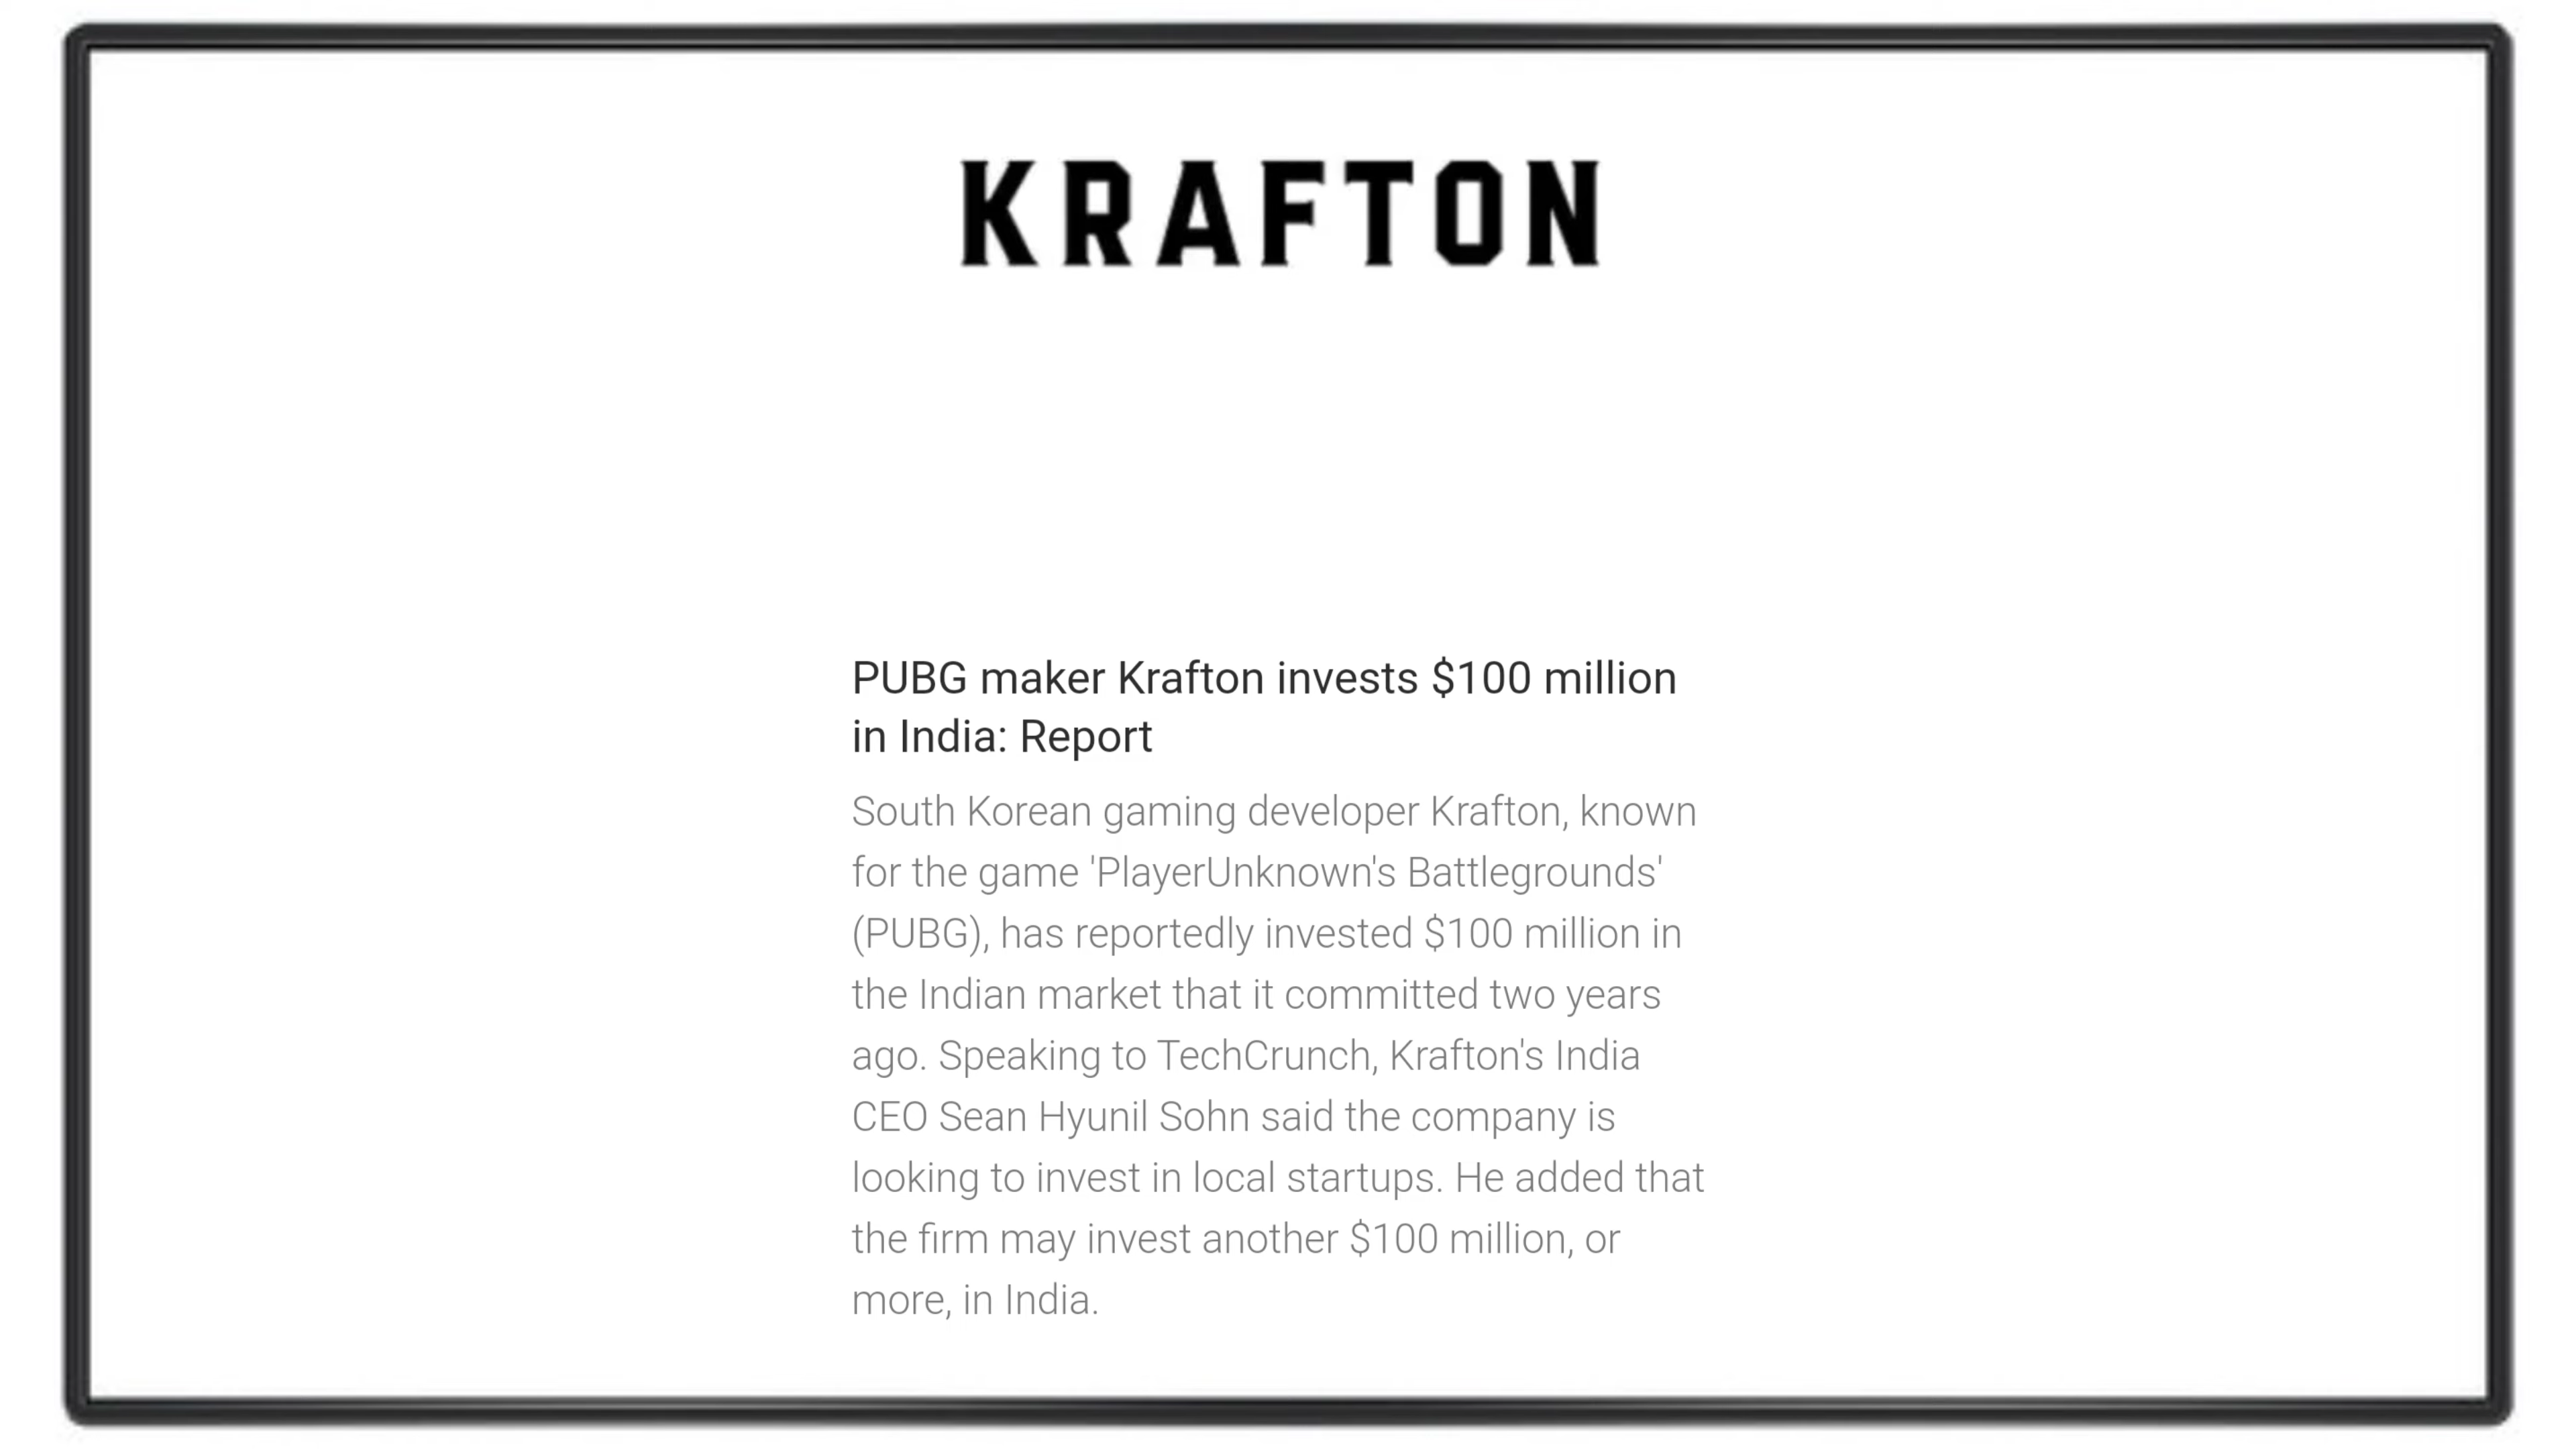 KRAFTON
PUBG maker Krafton invests $100 million
in India: Report
South Korean gaming developer Krafton, known
for the game 'PlayerUnknown's Battlegrounds'
(PUBG), has reportedly invested $100 million in
the Indian market that it committed two years
ago. Speaking to TechCrunch, Krafton's India
CEO Sean Hyunil Sohn said the company is
looking to invest in local startups. He added that
the firm may invest another $100 million, or
more, in India.